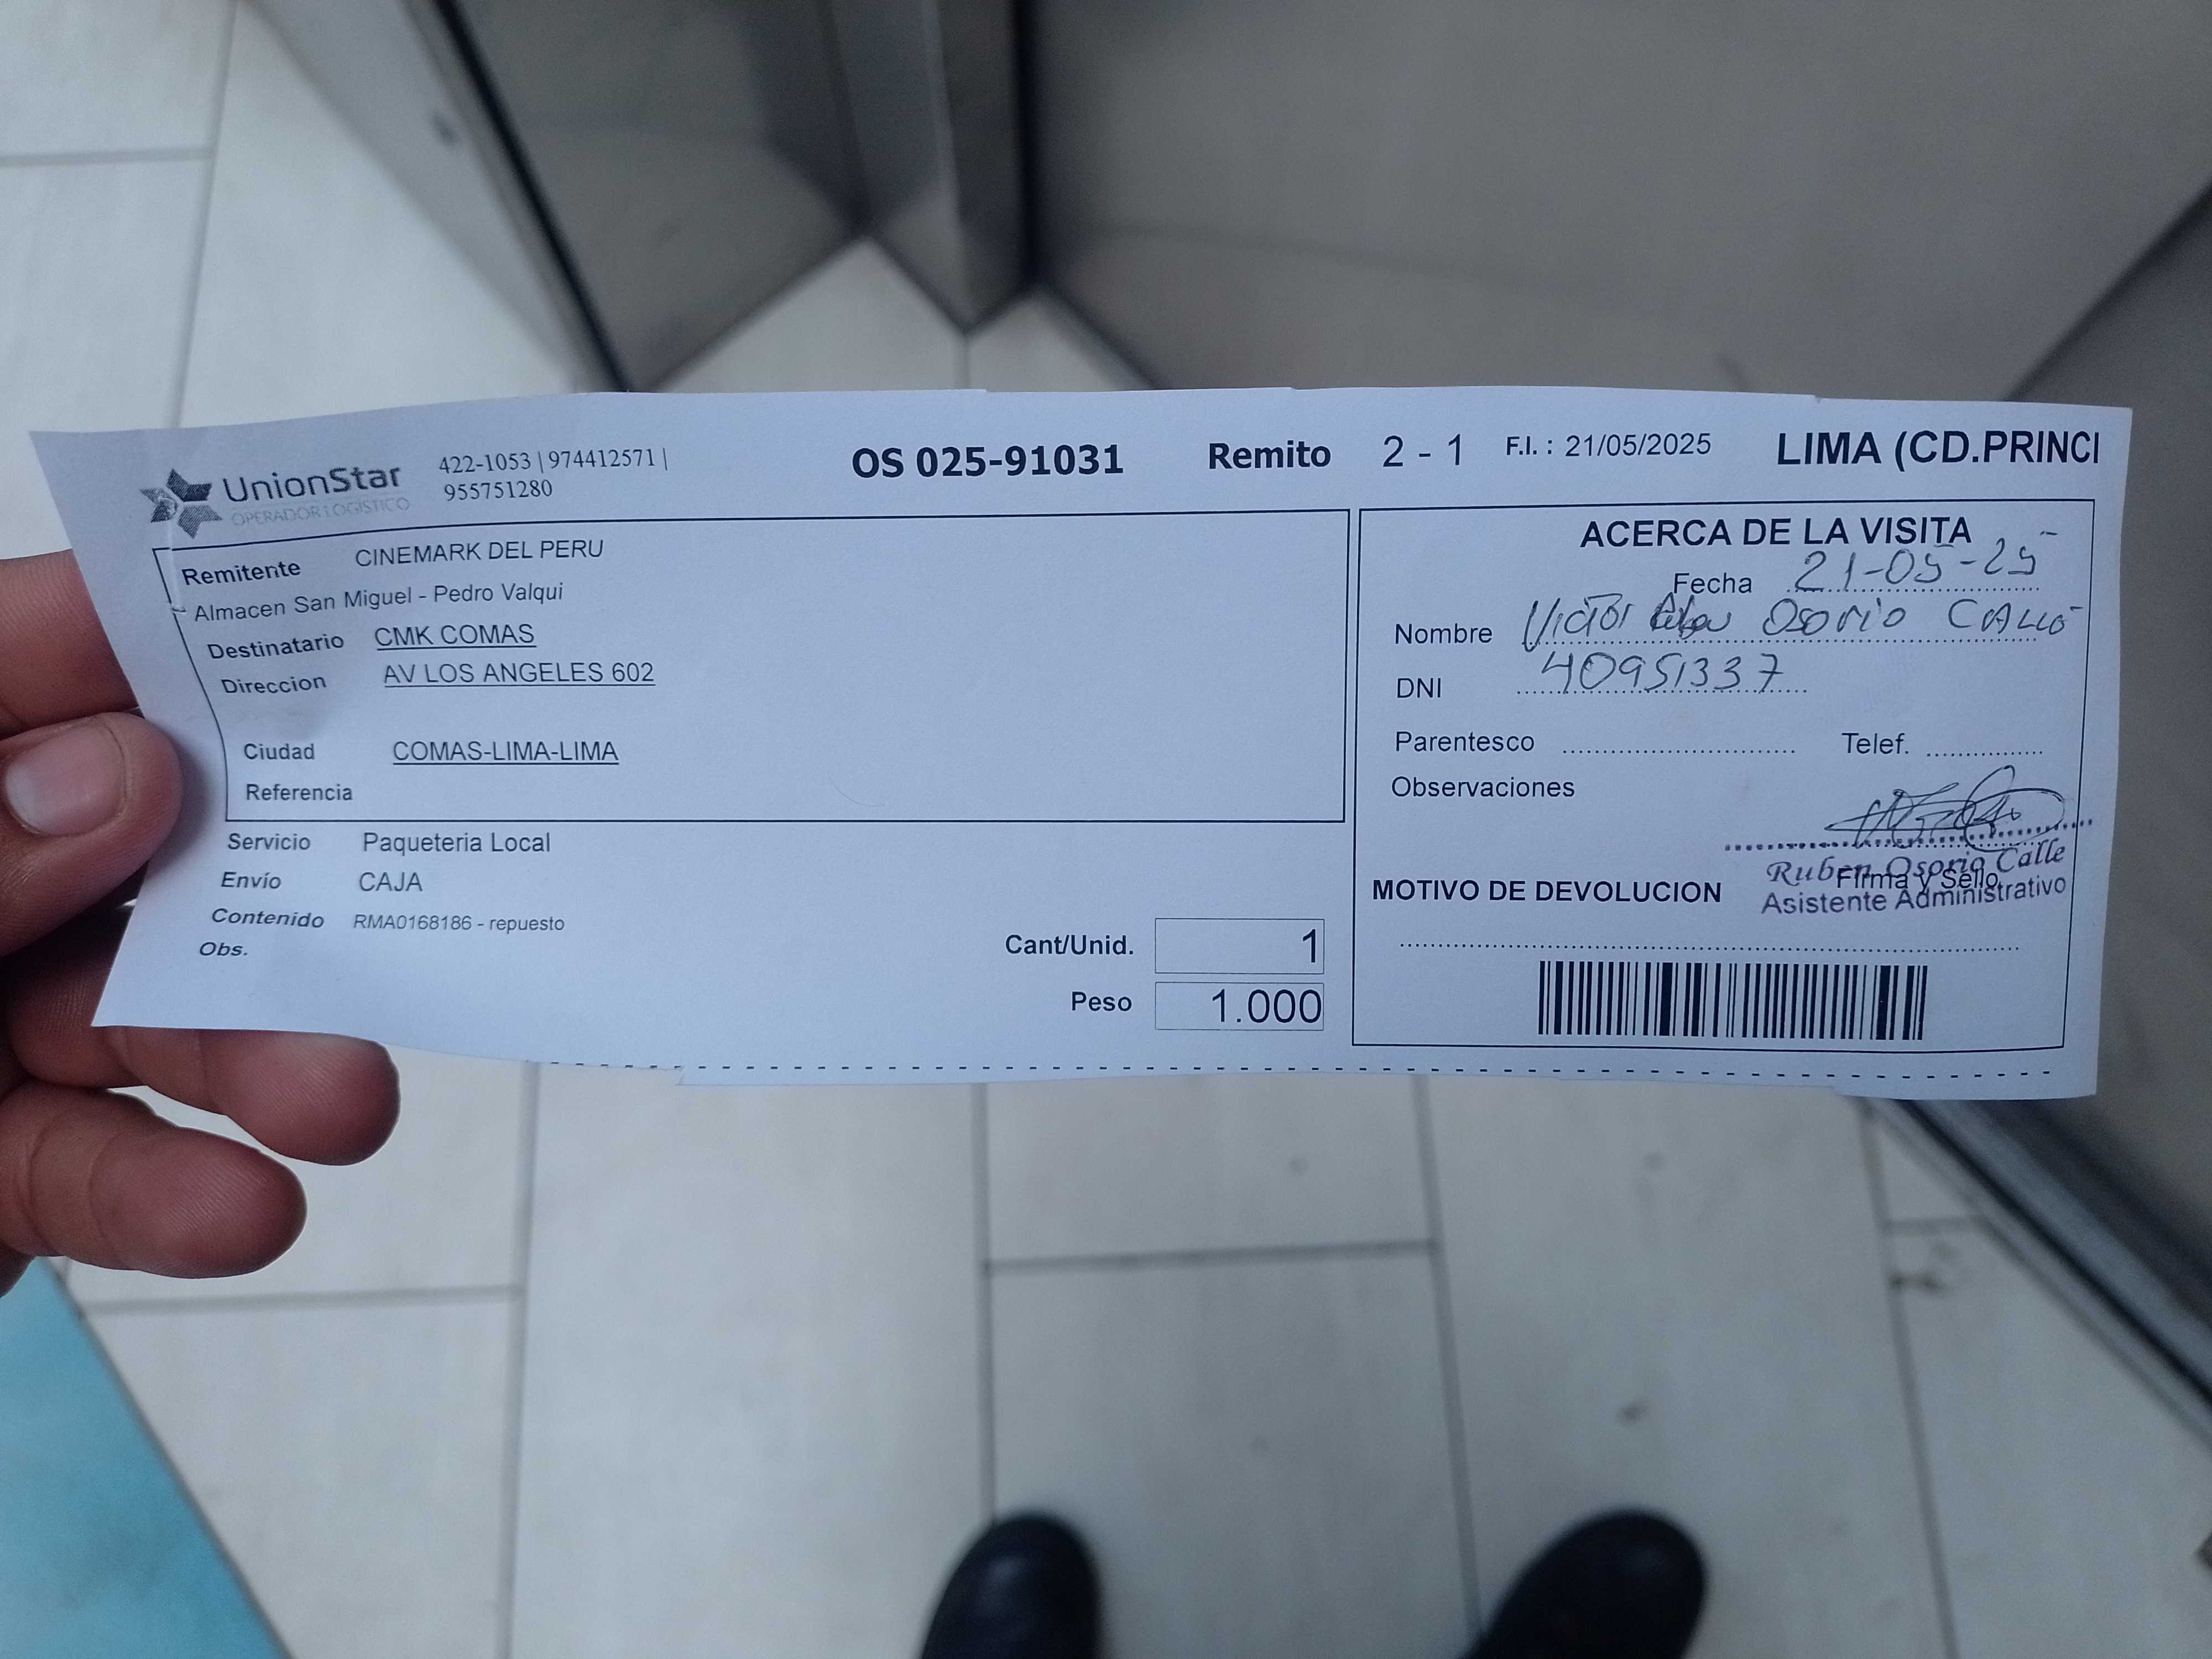 UnionStar
OPERADOR LOGISTICO
422-1053 | 974412571 |
955751280
OS 025-91031 Remito 2 - 1 F.I. : 21/05/2025 LIMA (CD.PRINCI
Remitente CINEMARK DEL PERU
Almacen San Miguel - Pedro Valqui
Destinatario CMK COMAS
Direccion AV LOS ANGELES 602
Ciudad COMAS-LIMA-LIMA
Referencia
Servicio Paqueteria Local
Envío CAJA
Contenido RMA0168186 - repuesto
Obs.
Cant/Unid. 1
Peso 1.000
ACERCA DE LA VISITA
Fecha 21-05-25
Nombre Victor Osorio Calle
DNI 40951337
Parentesco
Telef.
Observaciones
Ruben Osorio Calle
Firma y Sello
Asistente Administrativo
MOTIVO DE DEVOLUCION